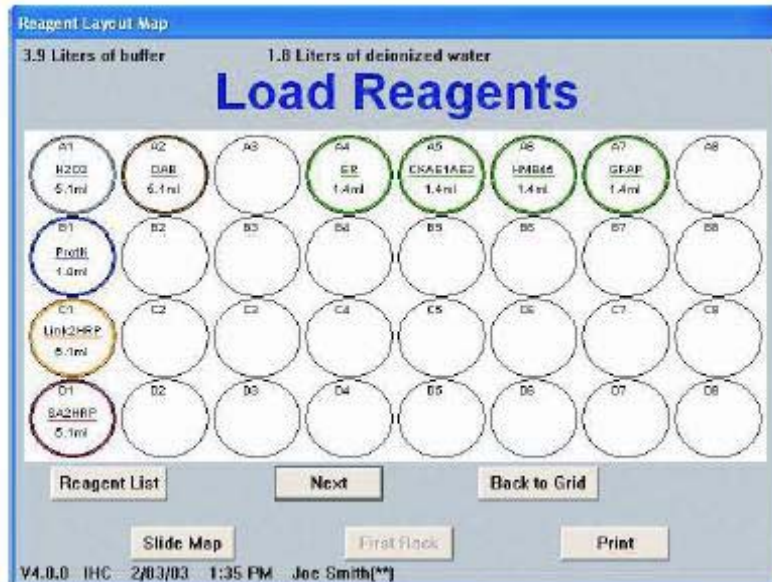 Reagent Layout Map
3.9 Liters of buffer 1.8 Liters of deionized water
Load Reagents
A1 A2 A3 A4 A5 A6 A7 A8
H2O2 DAB ER CKAE1AE3 HMB45 GFAP
5.1ml 5.1ml 1.4ml 1.4ml 1.4ml 1.4ml
B1 B2 B3 B4 B5 B6 B7 B8
ProtK
C1 C2 C3 C4 C5 C6 C7 C8
Link2HRP
5.1ml
D1 D2 D3 D4 D5 D6 D7 D8
SA2HRP
5.1ml
Reagent List Next Back to Grid
Slide Map First Rack Print
V4.0.0 IHC 2/03/03 1:35 PM Joe Smith(**)